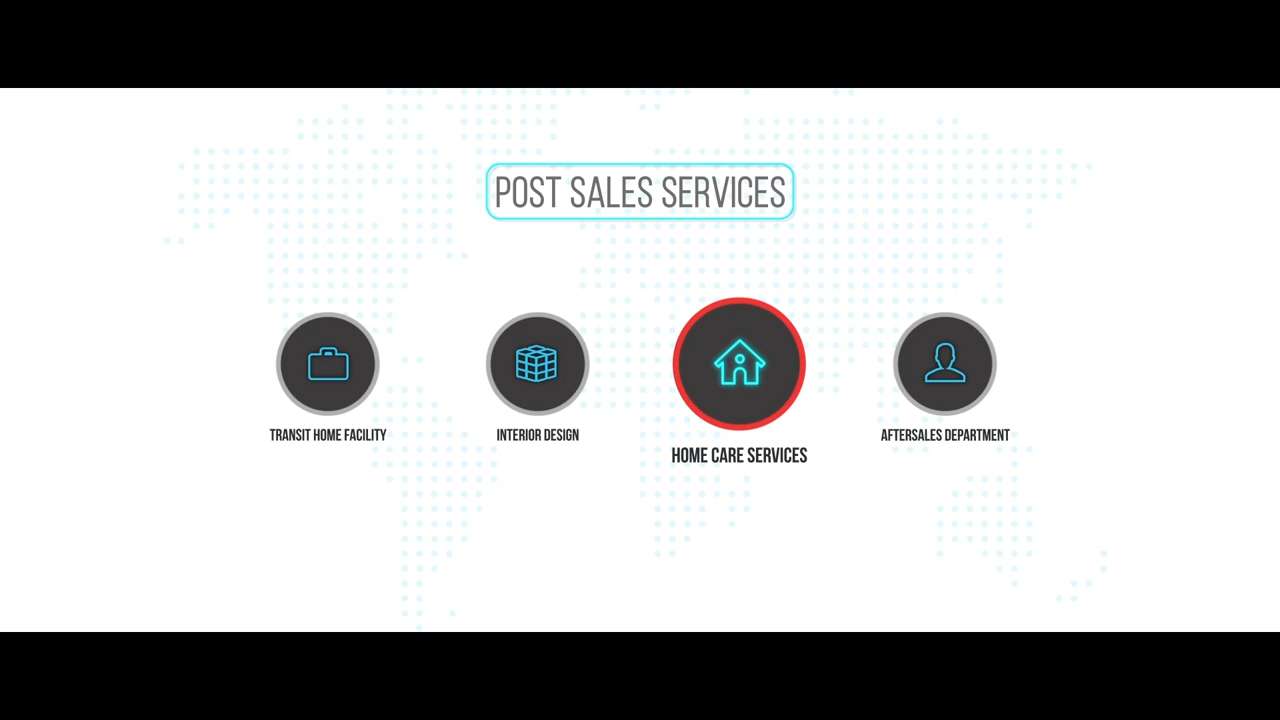 POST SALES SERVICES
TRANSIT HOME FACILITY
INTERIOR DESIGN
HOME CARE SERVICES
AFTERSALES DEPARTMENT